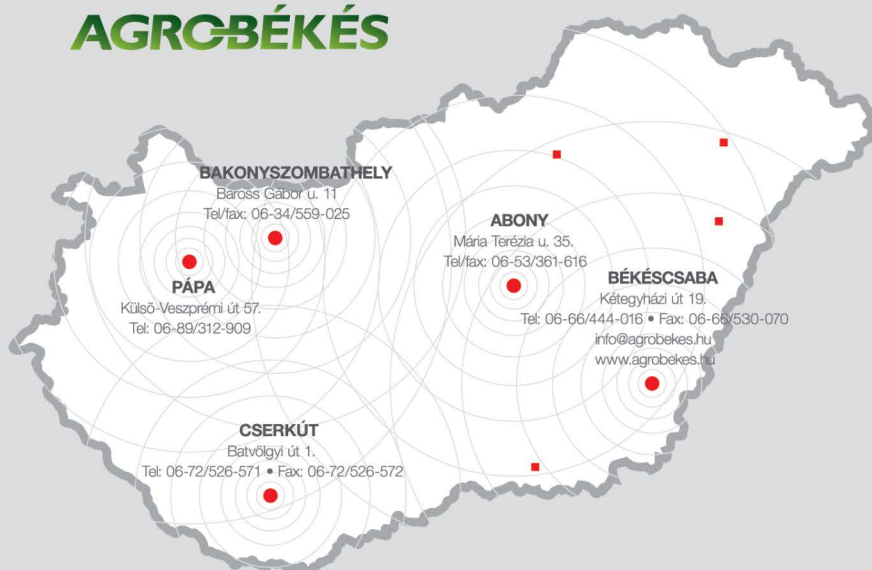 AGROBÉKÉS
BAKONYSZOMBATHELY
Baross Gábor u. 11
Tel/fax: 06-34/559-025
PÁPA
Külső-Veszprémi út 57.
Tel: 06-89/312-909
ABONY
Mária Terézia u. 35.
Tel/fax: 06-53/361-616
BÉKÉSCSABA
Kétegyházi út 19.
Tel: 06-66/444-016 • Fax: 06-66/530-070
info@agrobekes.hu
www.agrobekes.hu
CSERKÚT
Batvölgyi út 1.
Tel: 06-72/526-571 • Fax: 06-72/526-572